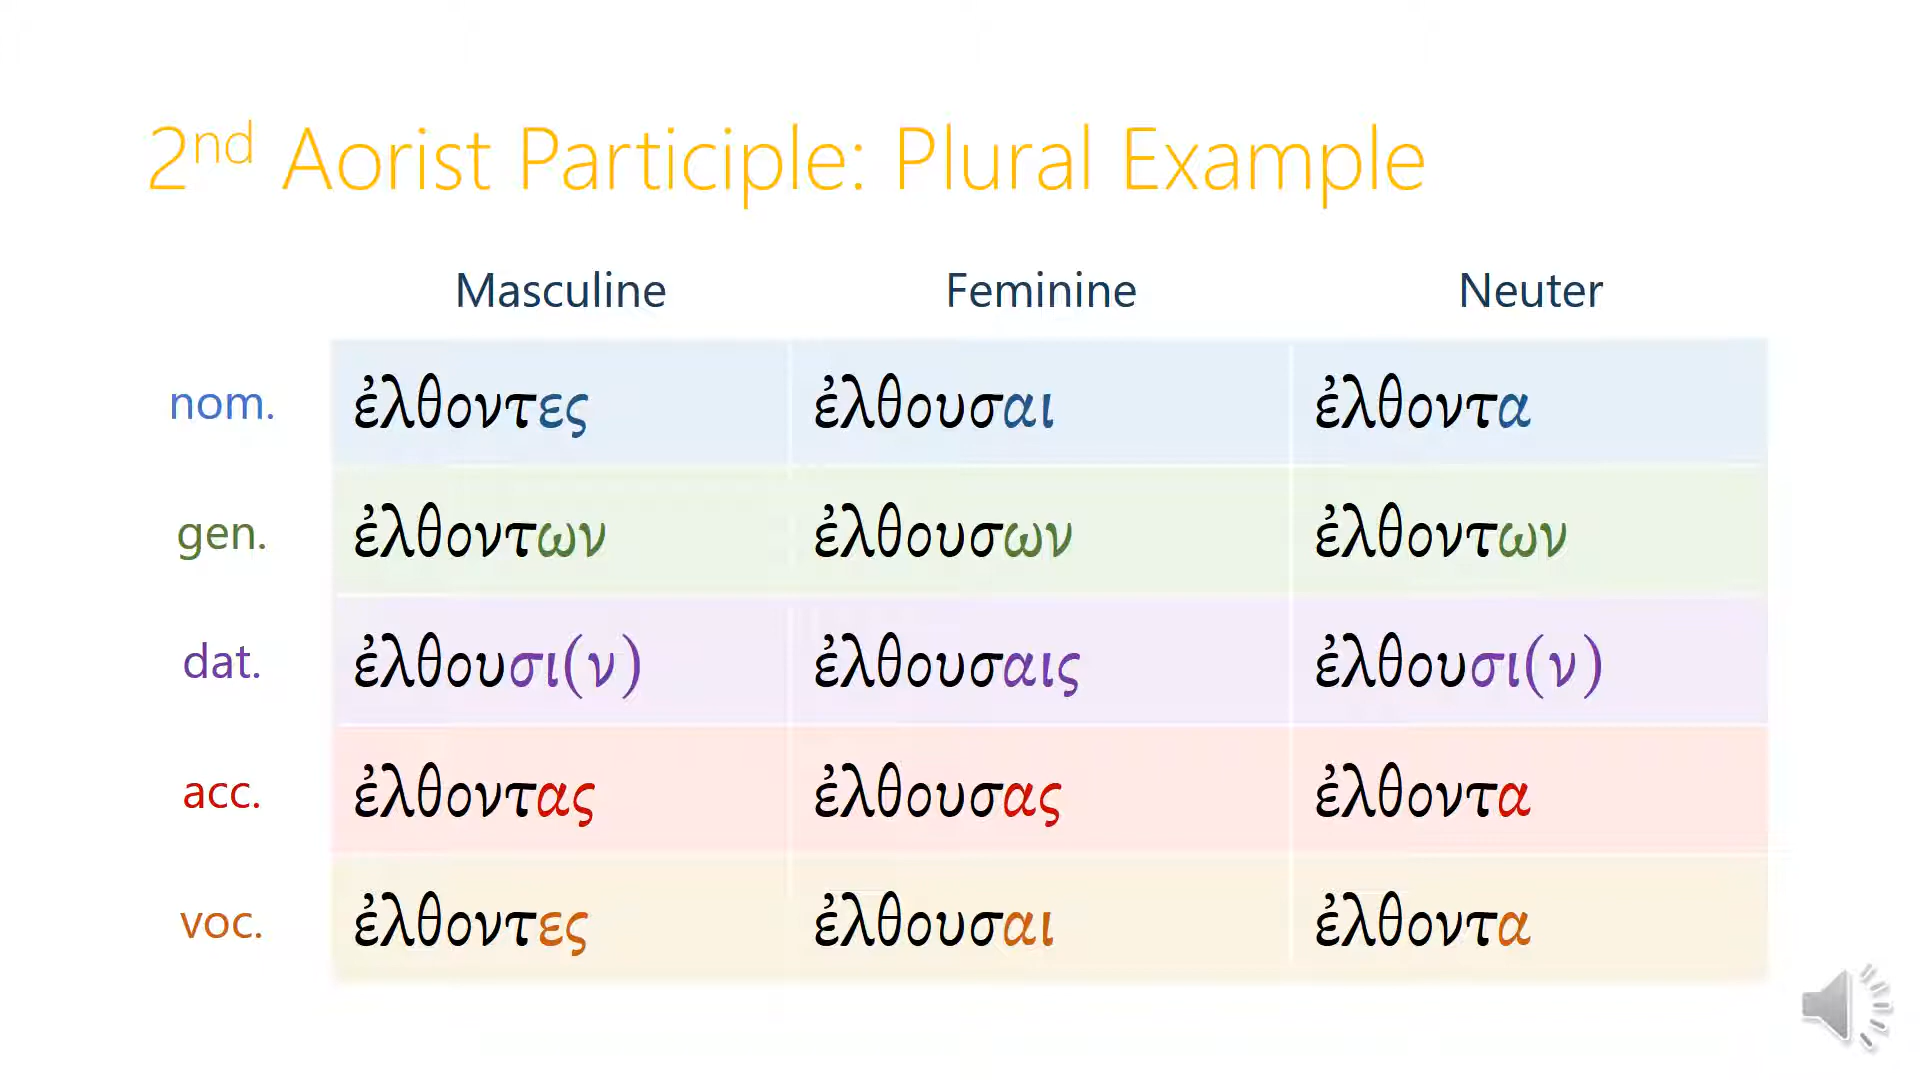 2nd Aorist Participle: Plural Example
Masculine Feminine Neuter
nom. ἐλθοντες ἐλθουσαι ἐλθοντα
gen. ἐλθοντων ἐλθουσων ἐλθοντων
dat. ἐλθουσι(ν) ἐλθουσαις ἐλθουσι(ν)
acc. ἐλθοντας ἐλθουσας ἐλθοντα
voc. ἐλθοντες ἐλθουσαι ἐλθοντα